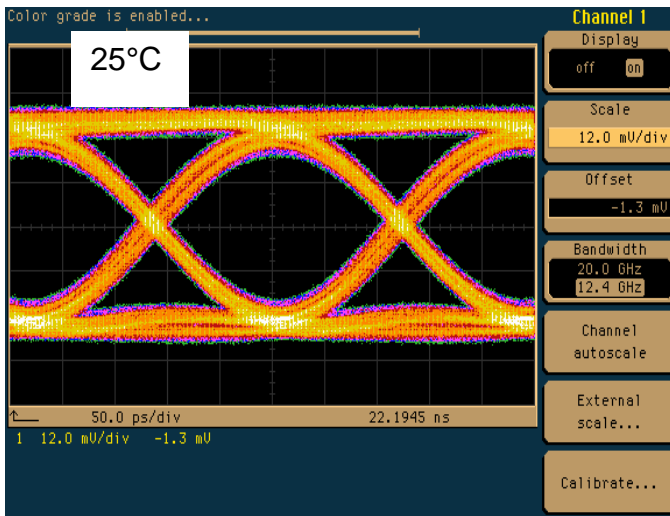 Color grade is enabled...
25°C
50.0 ps/div
22.1945 ns
1 12.0 mV/div -1.3 mV
Channel 1
Display
off on
Scale
12.0 mV/div
Offset
-1.3 mV
Bandwidth
20.0 GHz
12.4 GHz
Channel
autoscale
External
scale...
Calibrate...